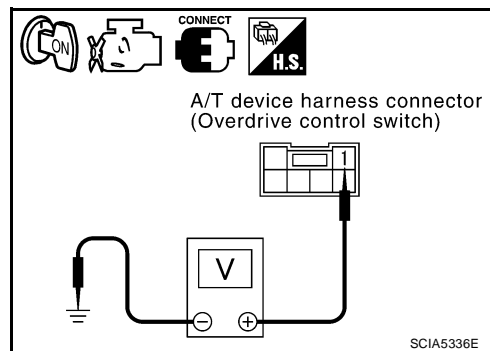 ON
CONNECT
H.S.
A/T device harness connector
(Overdrive control switch)
1
V
− +
SCIA5336E